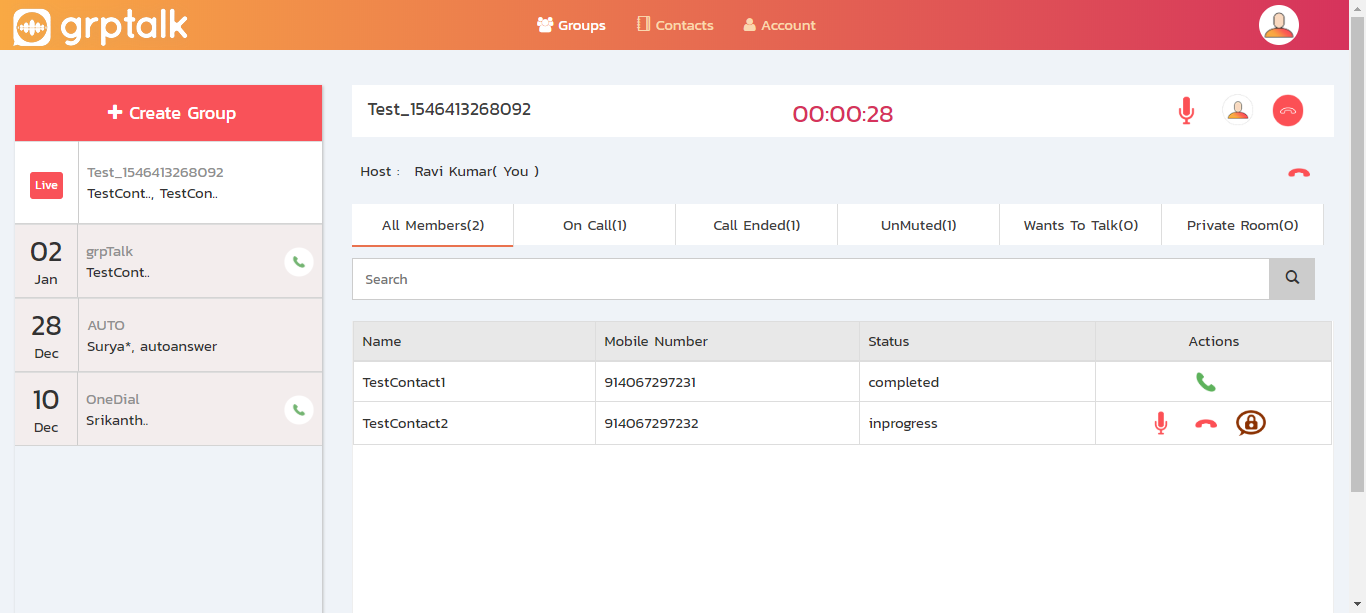 grptalk
Groups
Contacts
Account
Create Group
Live
Test_1546413268092
TestCont.., TestCon..
02
Jan
grpTalk
TestCont..
28
Dec
AUTO
Surya*, autoanswer
10
Dec
OneDial
Srikanth..
Test_1546413268092
00:00:28
Host : Ravi Kumar( You )
All Members(2)
On Call(1)
Call Ended(1)
UnMuted(1)
Wants To Talk(0)
Private Room(0)
Search
Name Mobile Number Status Actions
TestContact1 914067297231 completed
TestContact2 914067297232 inprogress